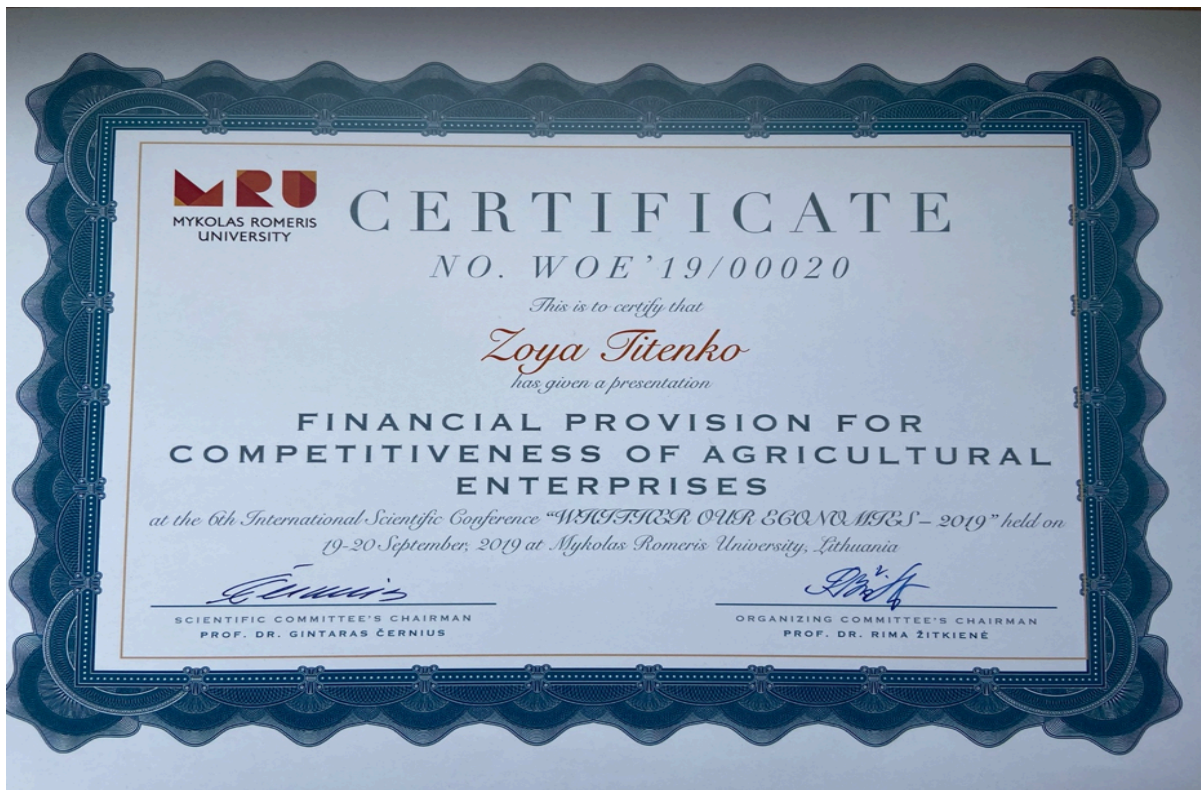 MRU
MYKOLAS ROMERIS
UNIVERSITY
CERTIFICATE
NO. WOE'19/00020
This is to certify that
Zoya Titenko
has given a presentation
FINANCIAL PROVISION FOR
COMPETITIVENESS OF AGRICULTURAL
ENTERPRISES
at the 6th International Scientific Conference "WHITHER OUR ECONOMIES – 2019" held on
19-20 September, 2019 at Mykolas Romeris University, Lithuania
SCIENTIFIC COMMITTEE'S CHAIRMAN
PROF. DR. GINTARAS ČERNIUS
ORGANIZING COMMITTEE'S CHAIRMAN
PROF. DR. RIMA ŽITKIENĖ